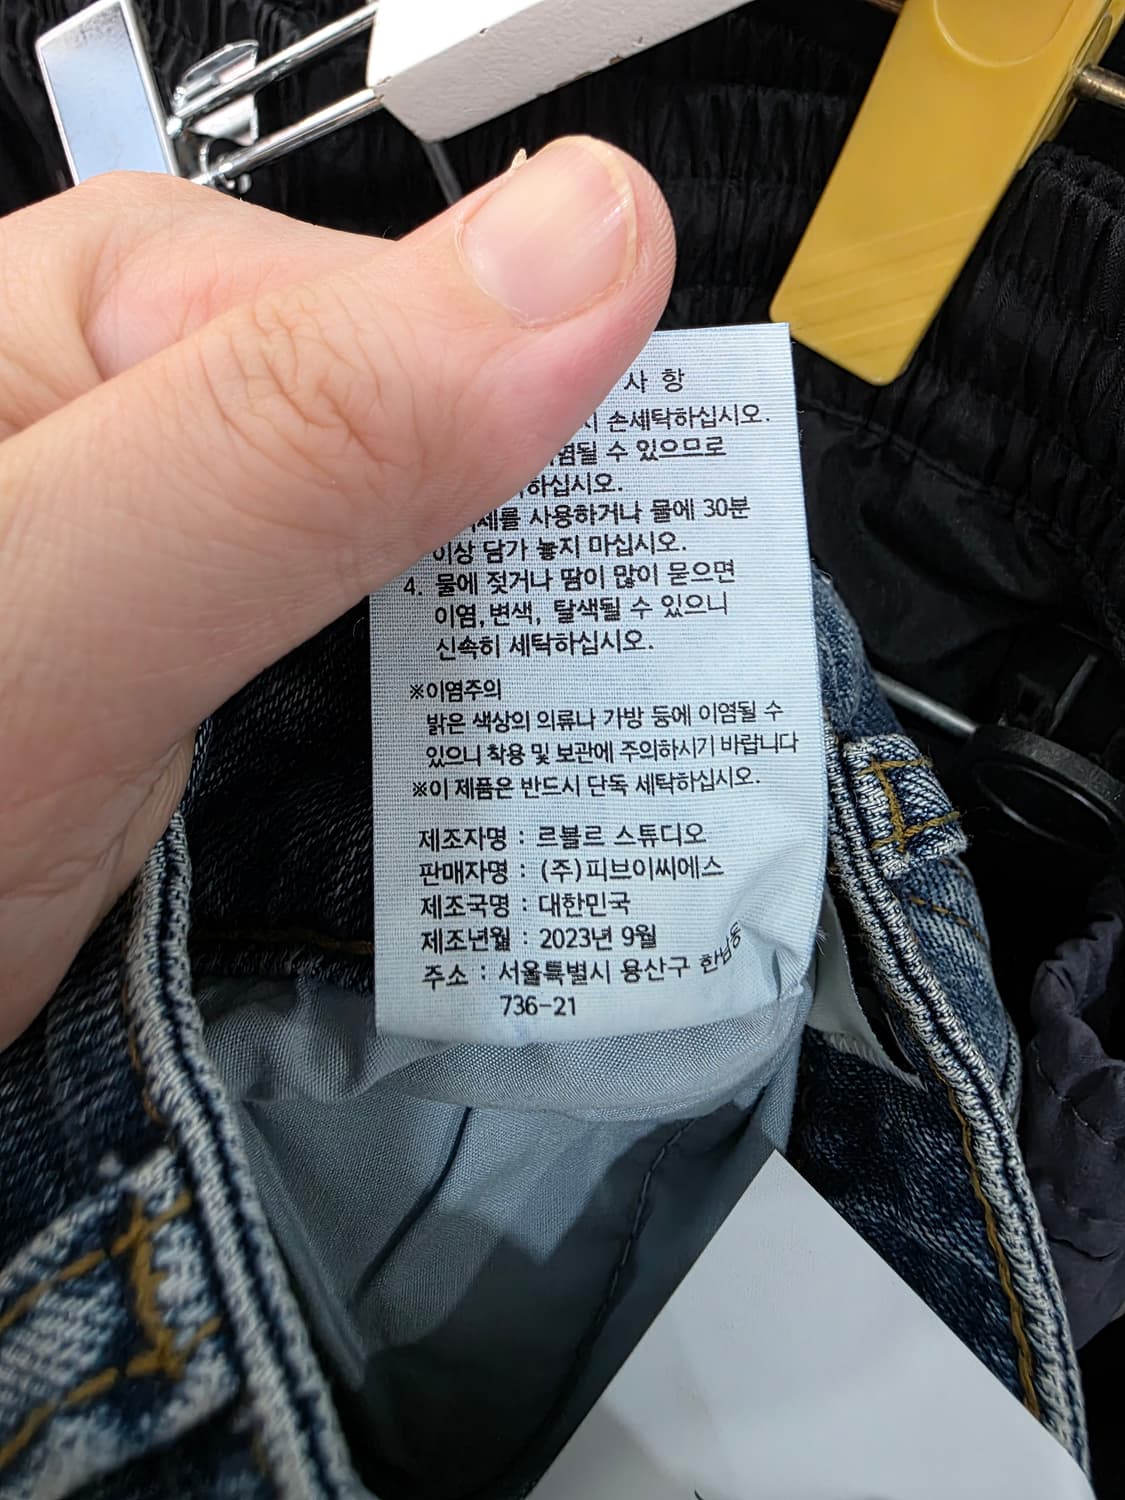 사 항
손세탁하십시오.
수 있으므로
하십시오.
사용하거나 물에 30분
이상 담가 놓지 마십시오.
4. 물에 젖거나 땀이 많이 묻으면
이염,변색, 탈색될 수 있으니
신속히 세탁하십시오.
※이염주의
밝은 색상의 의류나 가방 등에 이염될 수
있으니 착용 및 보관에 주의하시기 바랍니다
※이 제품은 반드시 단독 세탁하십시오.
제조자명 : 르블르 스튜디오
판매자명 : (주)피브이씨에스
제조국명 : 대한민국
제조년월 : 2023년 9월
주소 : 서울특별시 용산구 한남동
736-21